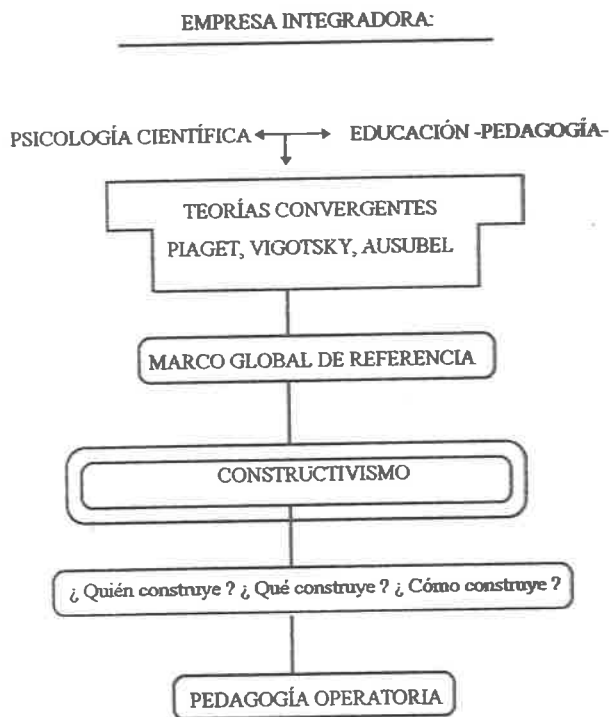 EMPRESA INTEGRADORA:
PSICOLOGÍA CIENTÍFICA EDUCACIÓN -PEDAGOGÍA-
TEORÍAS CONVERGENTES
PIAGET, VIGOTSKY, AUSUBEL
MARCO GLOBAL DE REFERENCIA
CONSTRUCTIVISMO
¿ Quién construye ? ¿ Qué construye ? ¿ Cómo construye ?
PEDAGOGÍA OPERATORIA